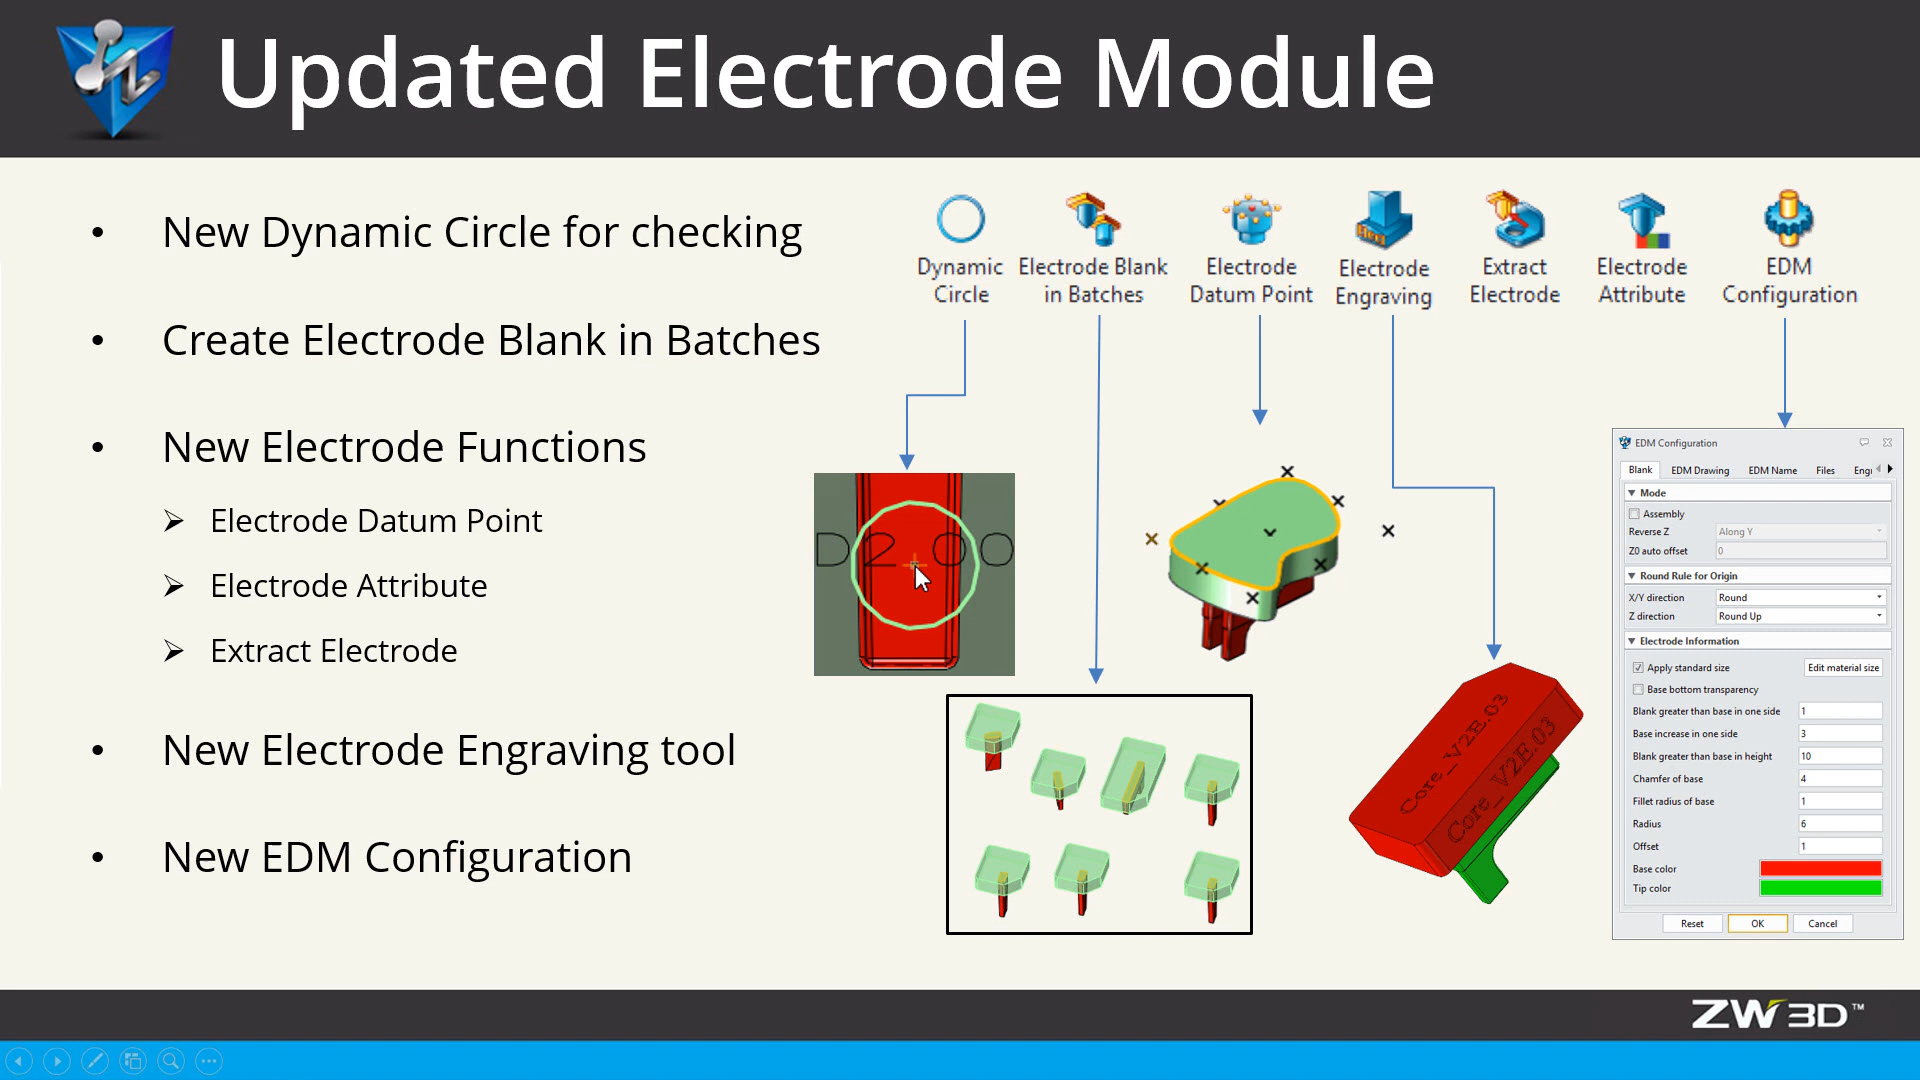 Updated Electrode Module
• New Dynamic Circle for checking
• Create Electrode Blank in Batches
• New Electrode Functions
➢ Electrode Datum Point
➢ Electrode Attribute
➢ Extract Electrode
• New Electrode Engraving tool
• New EDM Configuration
Dynamic
Circle
Electrode Blank
in Batches
Electrode
Datum Point
Electrode
Engraving
Extract
Electrode
Electrode
Attribute
EDM
Configuration
D2.00
Core_V2E.03
Core_V2E.03
EDM Configuration
Blank EDM Drawing EDM Name Files Engr
Mode
Assembly
Reverse Z Along Y
Z0 auto offset 0
Round Rule for Origin
X/Y direction Round
Z direction Round Up
Electrode Information
Apply standard size Edit material size
Base bottom transparency
Blank greater than base in one side 1
Base increase in one side 3
Blank greater than base in height 10
Chamfer of base 4
Fillet radius of base 1
Radius 6
Offset 1
Base color
Tip color
Reset OK Cancel
ZW3D™